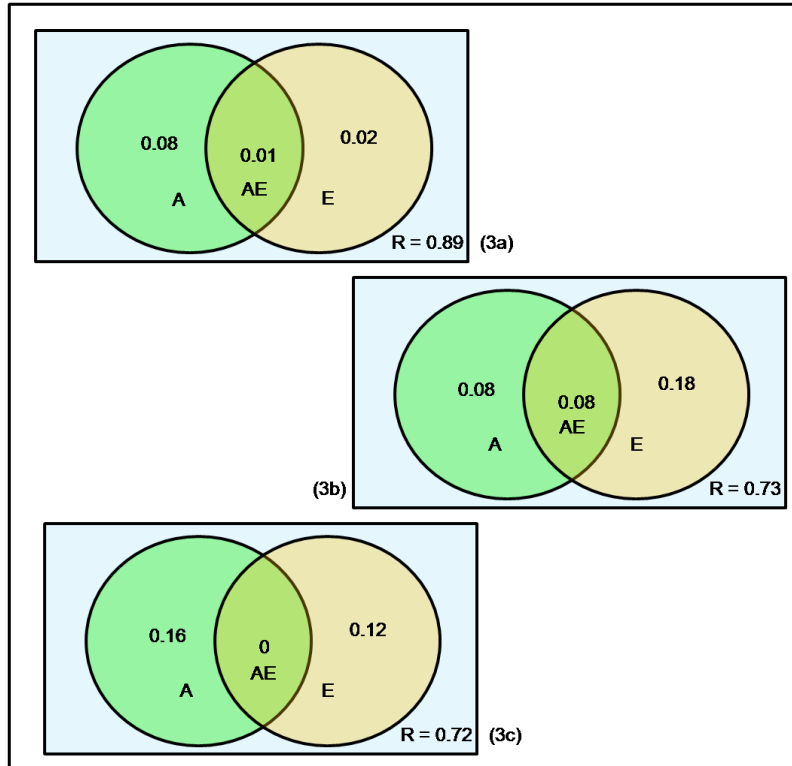 0.08
0.01
0.02
A
AE
E
R = 0.89 (3a)
0.08
0.08
0.18
A
AE
E
(3b)
R = 0.73
0.16
0
0.12
A
AE
E
R = 0.72 (3c)